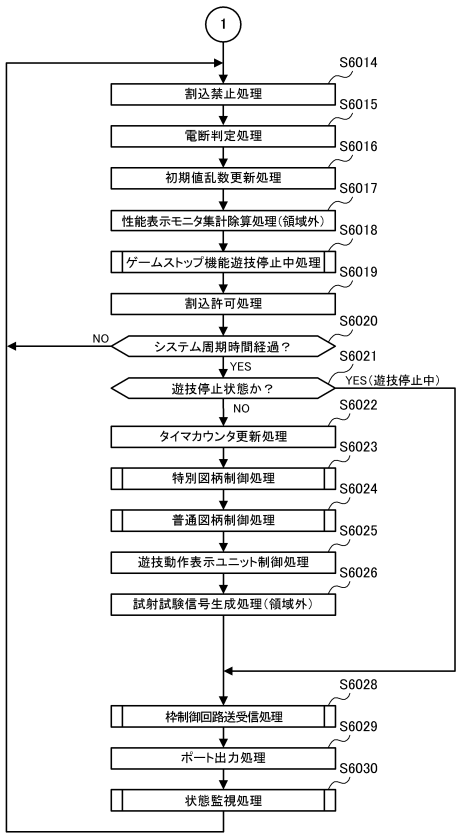 1
S6014
割込禁止処理
S6015
電断判定処理
S6016
初期値乱数更新処理
S6017
性能表示モニタ集計除算処理(領域外)
S6018
ゲームストップ機能遊技停止中処理
S6019
割込許可処理
S6020
システム周期時間経過?
NO
YES
S6021
遊技停止状態か?
YES(遊技停止中)
NO
S6022
タイマカウンタ更新処理
S6023
特別図柄制御処理
S6024
普通図柄制御処理
S6025
遊技動作表示ユニット制御処理
S6026
試射試験信号生成処理(領域外)
S6028
枠制御回路送受信処理
S6029
ポート出力処理
S6030
状態監視処理